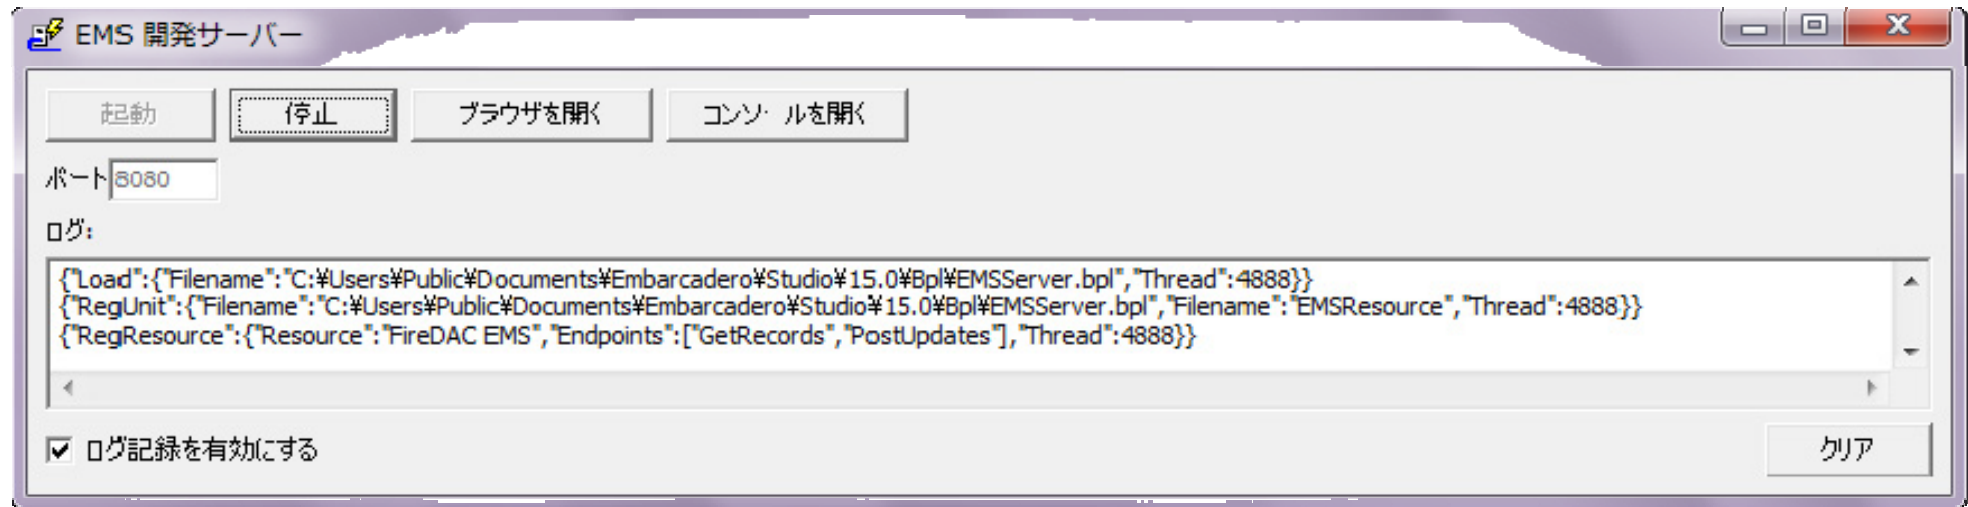 EMS 開発サーバー
起動 停止 ブラウザを開く コンソールを開く
ポート 8080
ログ:
{"Load":{"Filename":"C:¥Users¥Public¥Documents¥Embarcadero¥Studio¥15.0¥Bpl¥EMSServer.bpl","Thread":4888}}
{"RegUnit":{"Filename":"C:¥Users¥Public¥Documents¥Embarcadero¥Studio¥15.0¥Bpl¥EMSServer.bpl","Filename":"EMSResource","Thread":4888}}
{"RegResource":{"Resource":"FireDAC EMS","Endpoints":["GetRecords","PostUpdates"],"Thread":4888}}
ログ記録を有効にする クリア